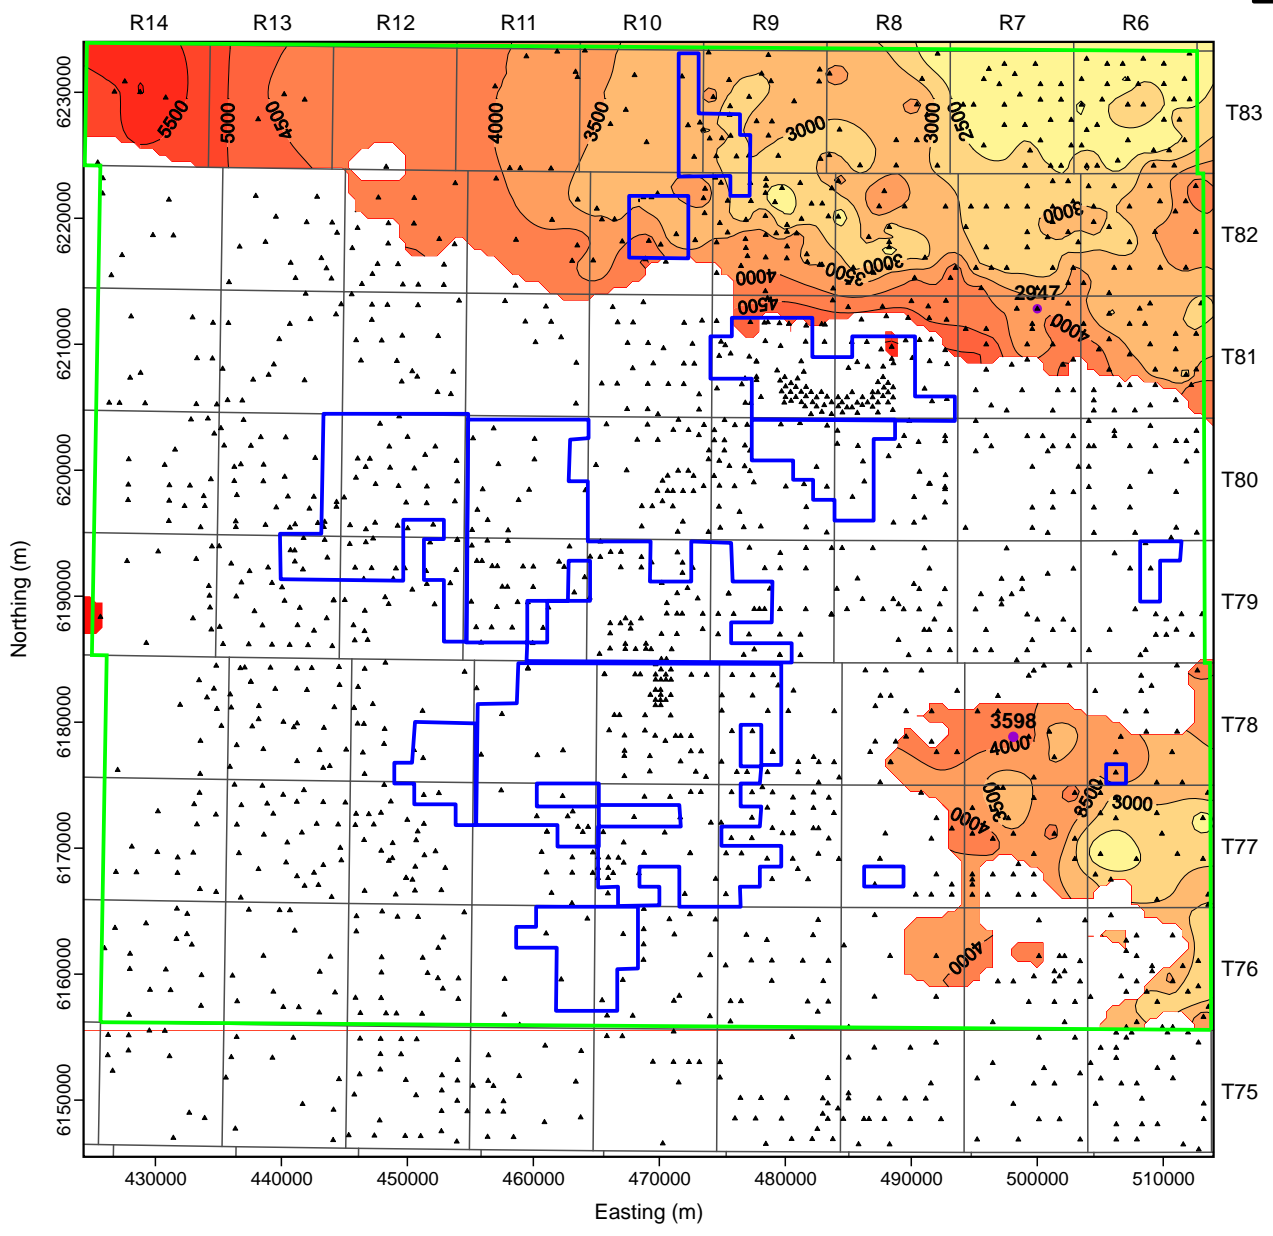 R14 R13 R12 R11 R10 R9 R8 R7 R6
6230000 5500 5000 4500 4000 3500 3000 3000 2500 T83
6220000 3000 T82
4000 3500 3000
4500 2947
6210000 4000 T81
6200000 T80
6190000 T79
Northing (m)
6180000 3598 T78
4000
3500 8500 3000
6170000 4000 T77
6160000 4000 T76
6150000 T75
430000 440000 450000 460000 470000 480000 490000 500000 510000
Easting (m)